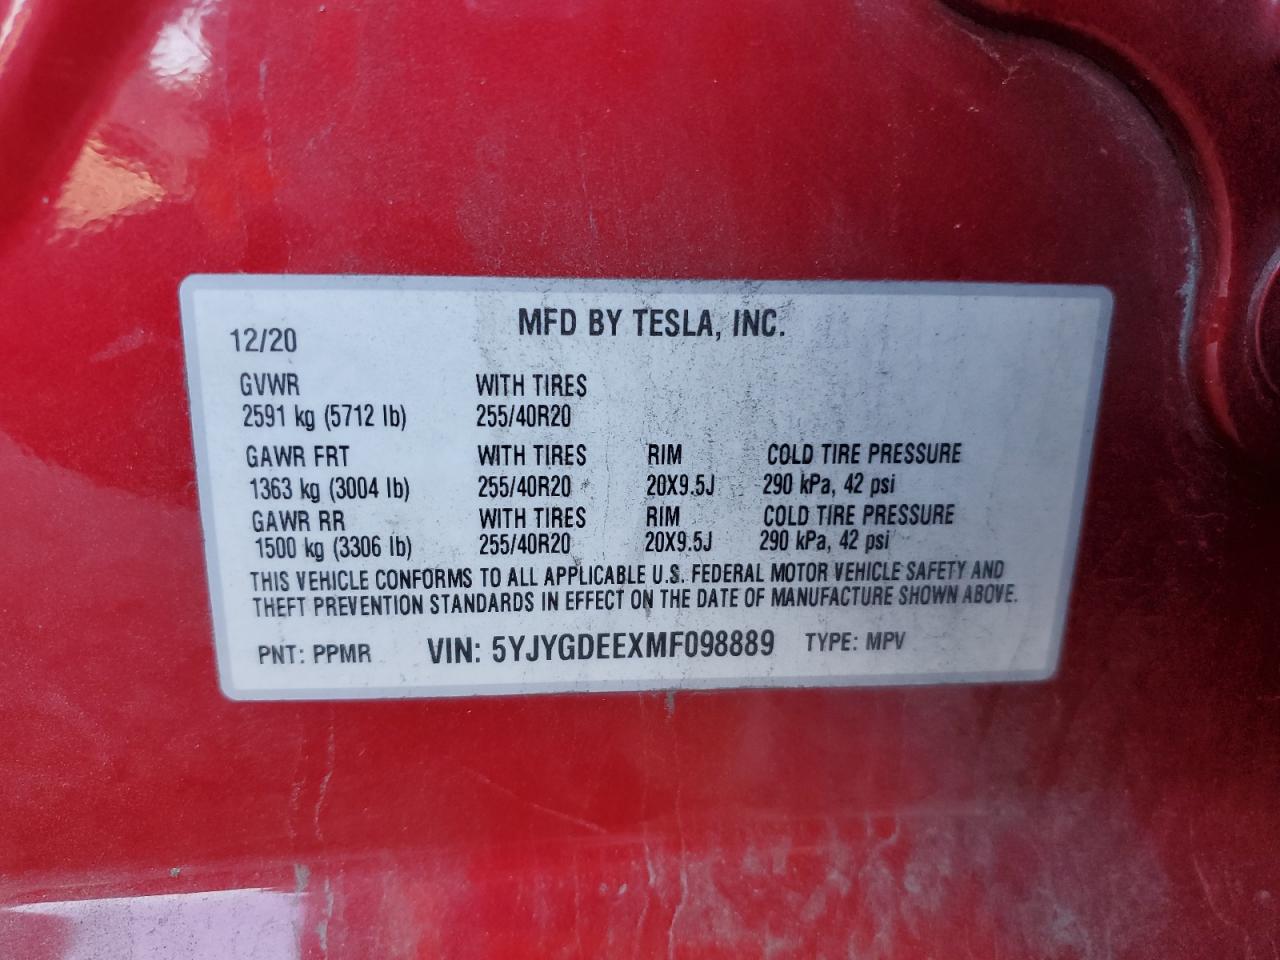 MFD BY TESLA, INC.
12/20
GVWR WITH TIRES
2591 kg (5712 lb) 255/40R20
GAWR FRT WITH TIRES RIM COLD TIRE PRESSURE
1363 kg (3004 lb) 255/40R20 20X9.5J 290 kPa, 42 psi
GAWR RR WITH TIRES RIM COLD TIRE PRESSURE
1500 kg (3306 lb) 255/40R20 20X9.5J 290 kPa, 42 psi
THIS VEHICLE CONFORMS TO ALL APPLICABLE U.S. FEDERAL MOTOR VEHICLE SAFETY AND
THEFT PREVENTION STANDARDS IN EFFECT ON THE DATE OF MANUFACTURE SHOWN ABOVE.
PNT: PPMR VIN: 5YJYGDEEXMF098889 TYPE: MPV